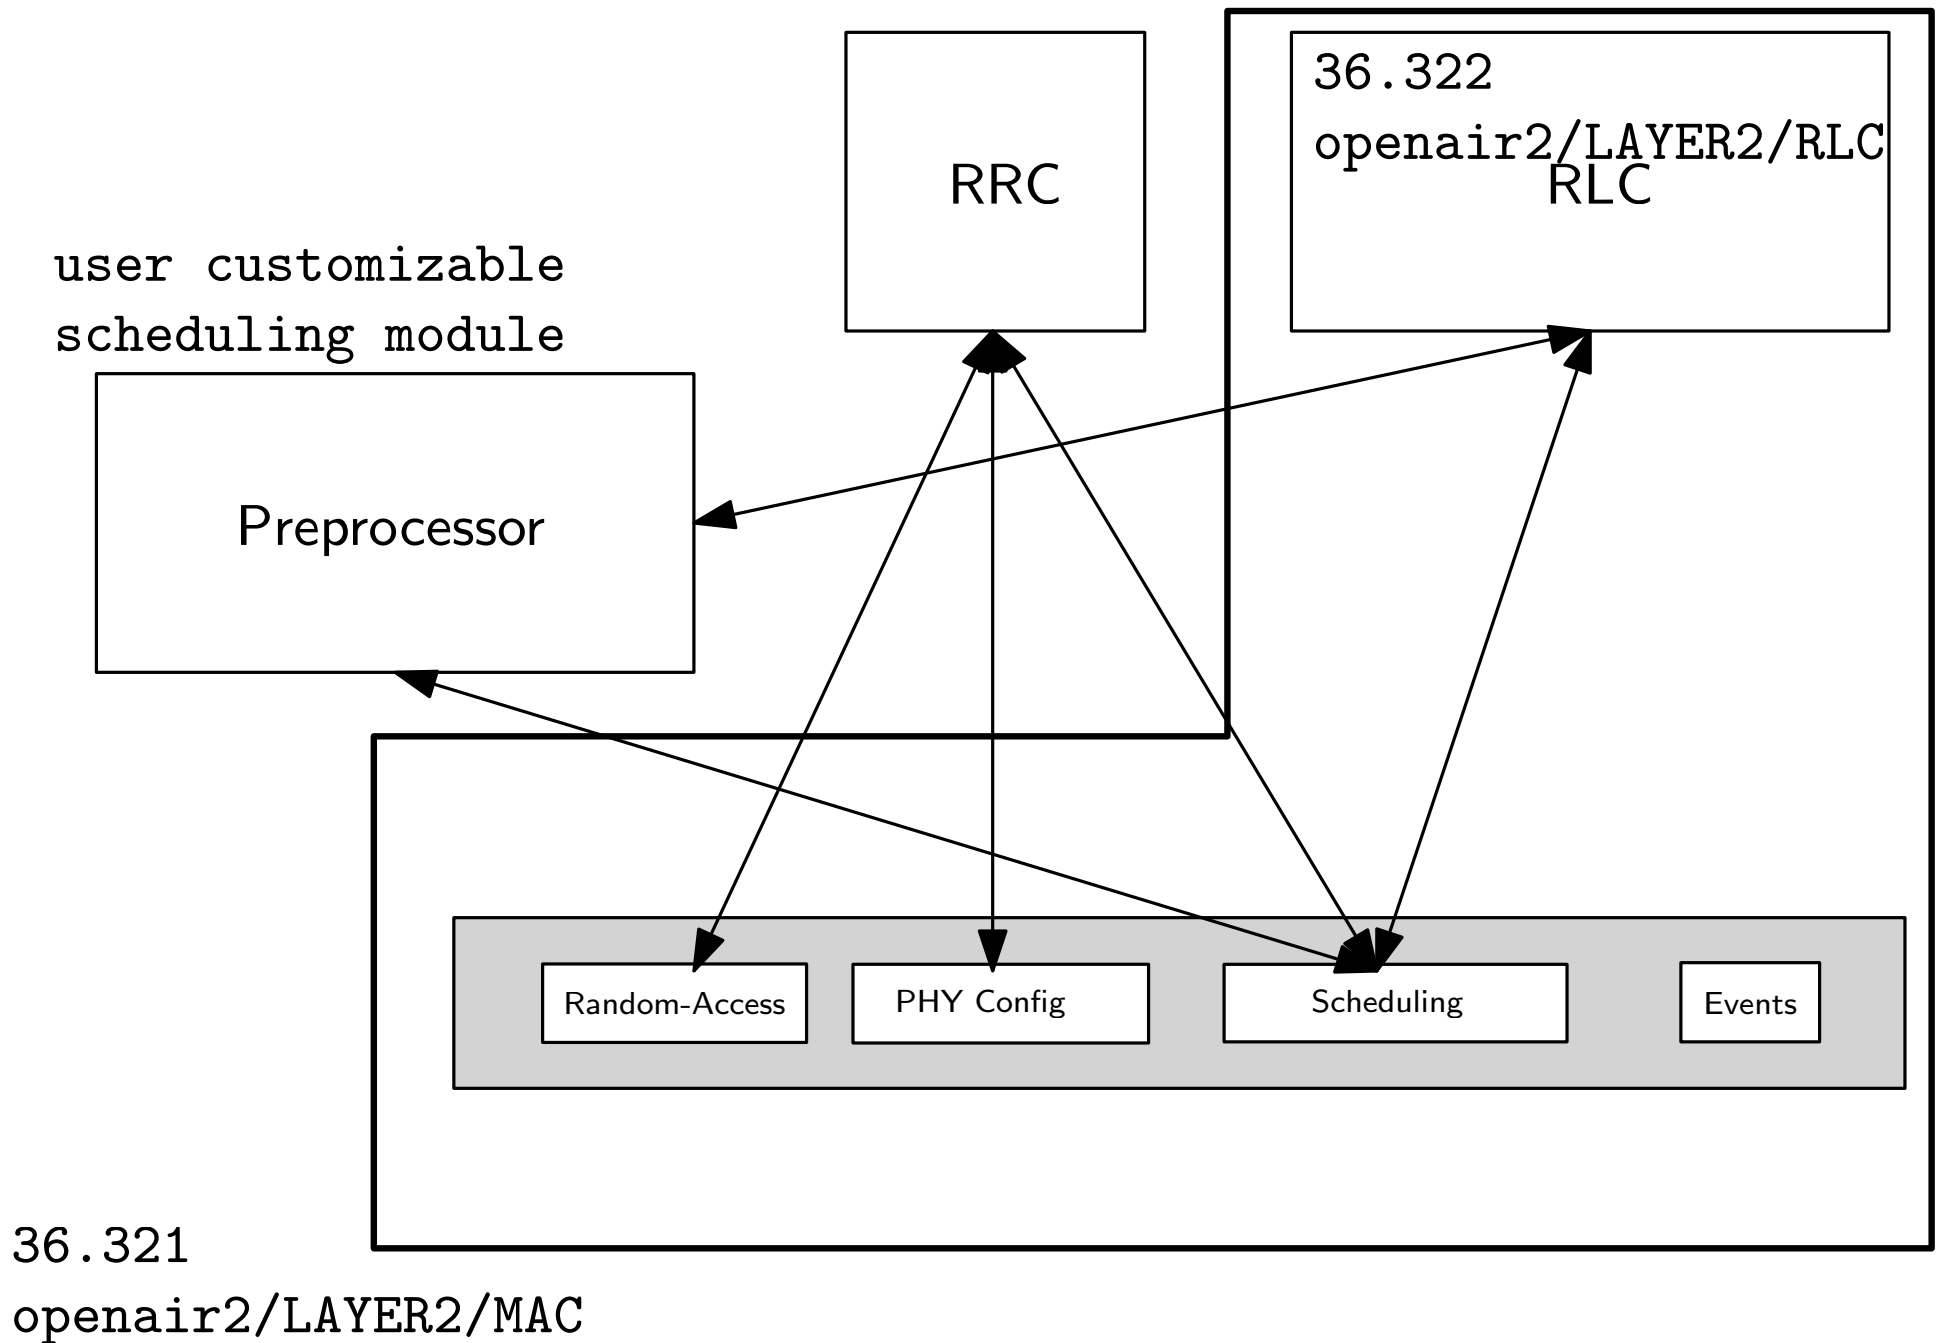 36.322
openair2/LAYER2/RLC
RRC
RLC
user customizable
scheduling module
Preprocessor
Random-Access
PHY Config
Scheduling
Events
36.321
openair2/LAYER2/MAC